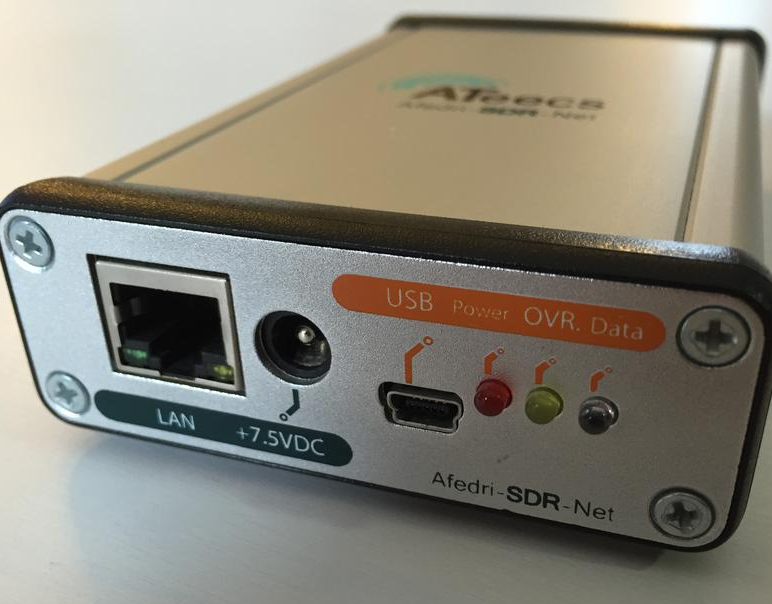 ATeecs
Afedri-SDR-Net
USB Power OVR. Data
LAN +7.5VDC
Afedri-SDR-Net